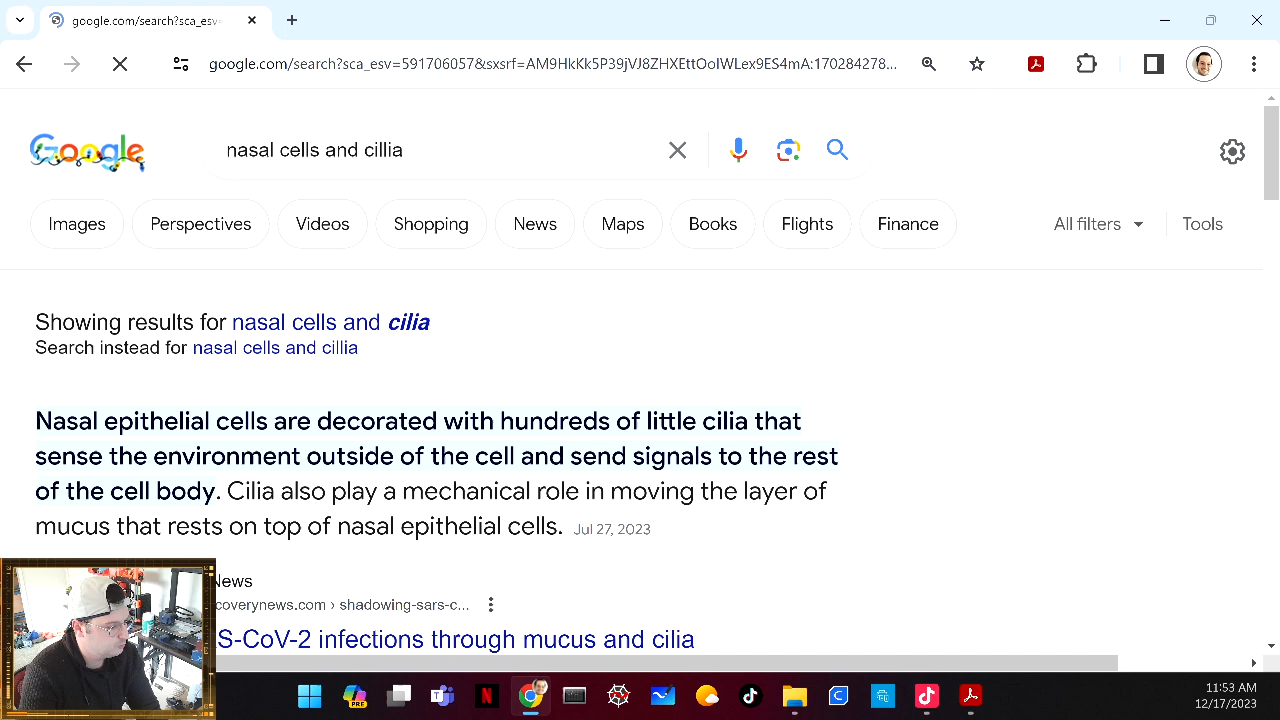 google.com/search?sca_esv=
google.com/search?sca_esv=591706057&sxsrf=AM9HkKk5P39jVJ8ZHXEttOoIWLex9ES4mA:170284278...
Google
nasal cells and cillia
Images
Perspectives
Videos
Shopping
News
Maps
Books
Flights
Finance
All filters
Tools
Showing results for nasal cells and cilia
Search instead for nasal cells and cillia
Nasal epithelial cells are decorated with hundreds of little cilia that
sense the environment outside of the cell and send signals to the rest
of the cell body. Cilia also play a mechanical role in moving the layer of
mucus that rests on top of nasal epithelial cells. Jul 27, 2023
News
coverynews.com › shadowing-sars-c...
S-CoV-2 infections through mucus and cilia
PRE
11:53 AM
12/17/2023